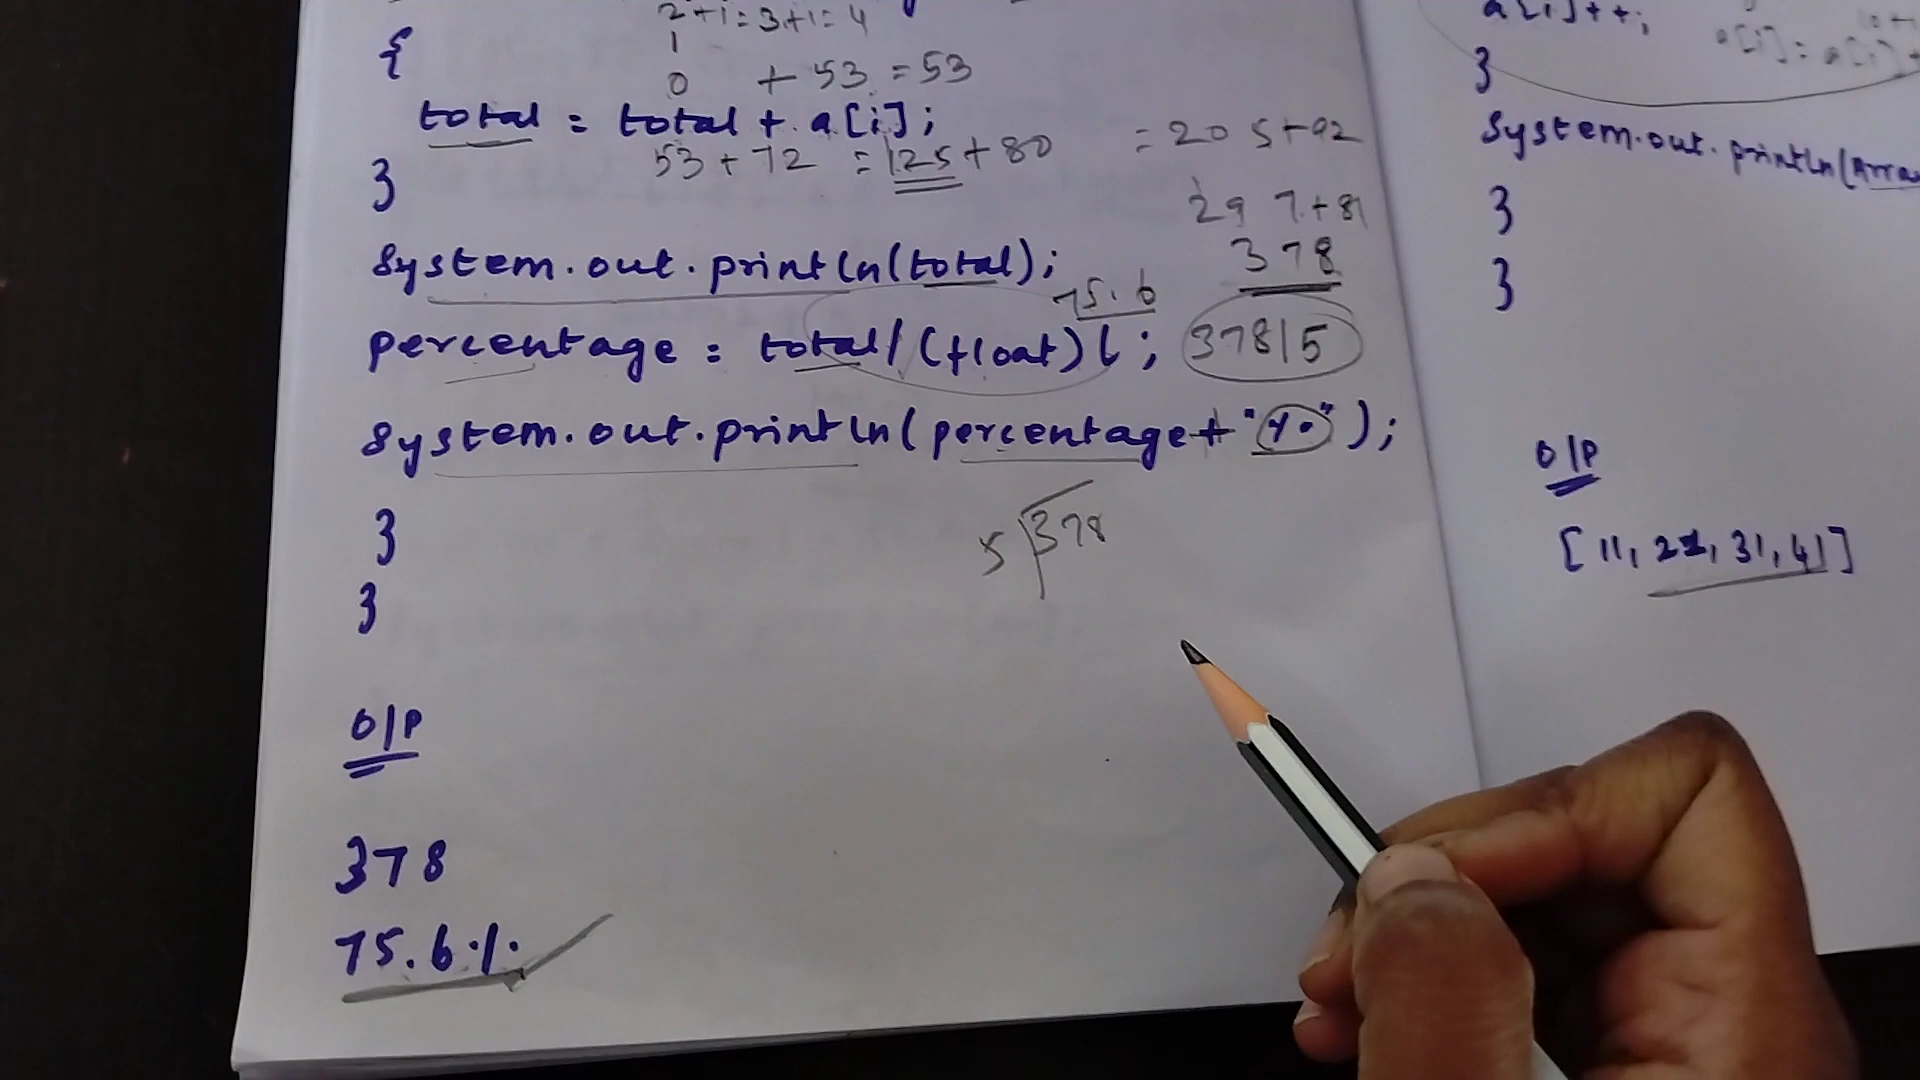 2+1=3+1=4
{
1
0 + 53 = 53
total = total + a[i];
53 + 72 = 125 + 80 = 205+92
}
297+81
378
System.out.println(total);
75.6
percentage = total/(float)l; 378/5
System.out.println(percentage+"%");
5 378
}
}
O/P
378
75.6%
a[i]++;
a[i]=a[i]+
}
System.out.println(Arra
}
}
O/P
[11, 21, 31, 41]